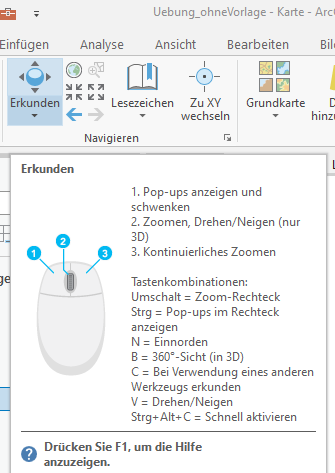 Uebung_ohneVorlage - Karte - Arc
Einfügen Analyse Ansicht Bearbeiten Bil
Erkunden
Lesezeichen
Zu XY
wechseln
Grundkarte
hinzu
Navigieren
Erkunden
1
2
3
1. Pop-ups anzeigen und
schwenken
2. Zoomen, Drehen/Neigen (nur
3D)
3. Kontinuierliches Zoomen
Tastenkombinationen:
Umschalt = Zoom-Rechteck
Strg = Pop-ups im Rechteck
anzeigen
N = Einnorden
B = 360°-Sicht (in 3D)
C = Bei Verwendung eines anderen
Werkzeugs erkunden
V = Drehen/Neigen
Strg+Alt+C = Schnell aktivieren
Drücken Sie F1, um die Hilfe
anzuzeigen.